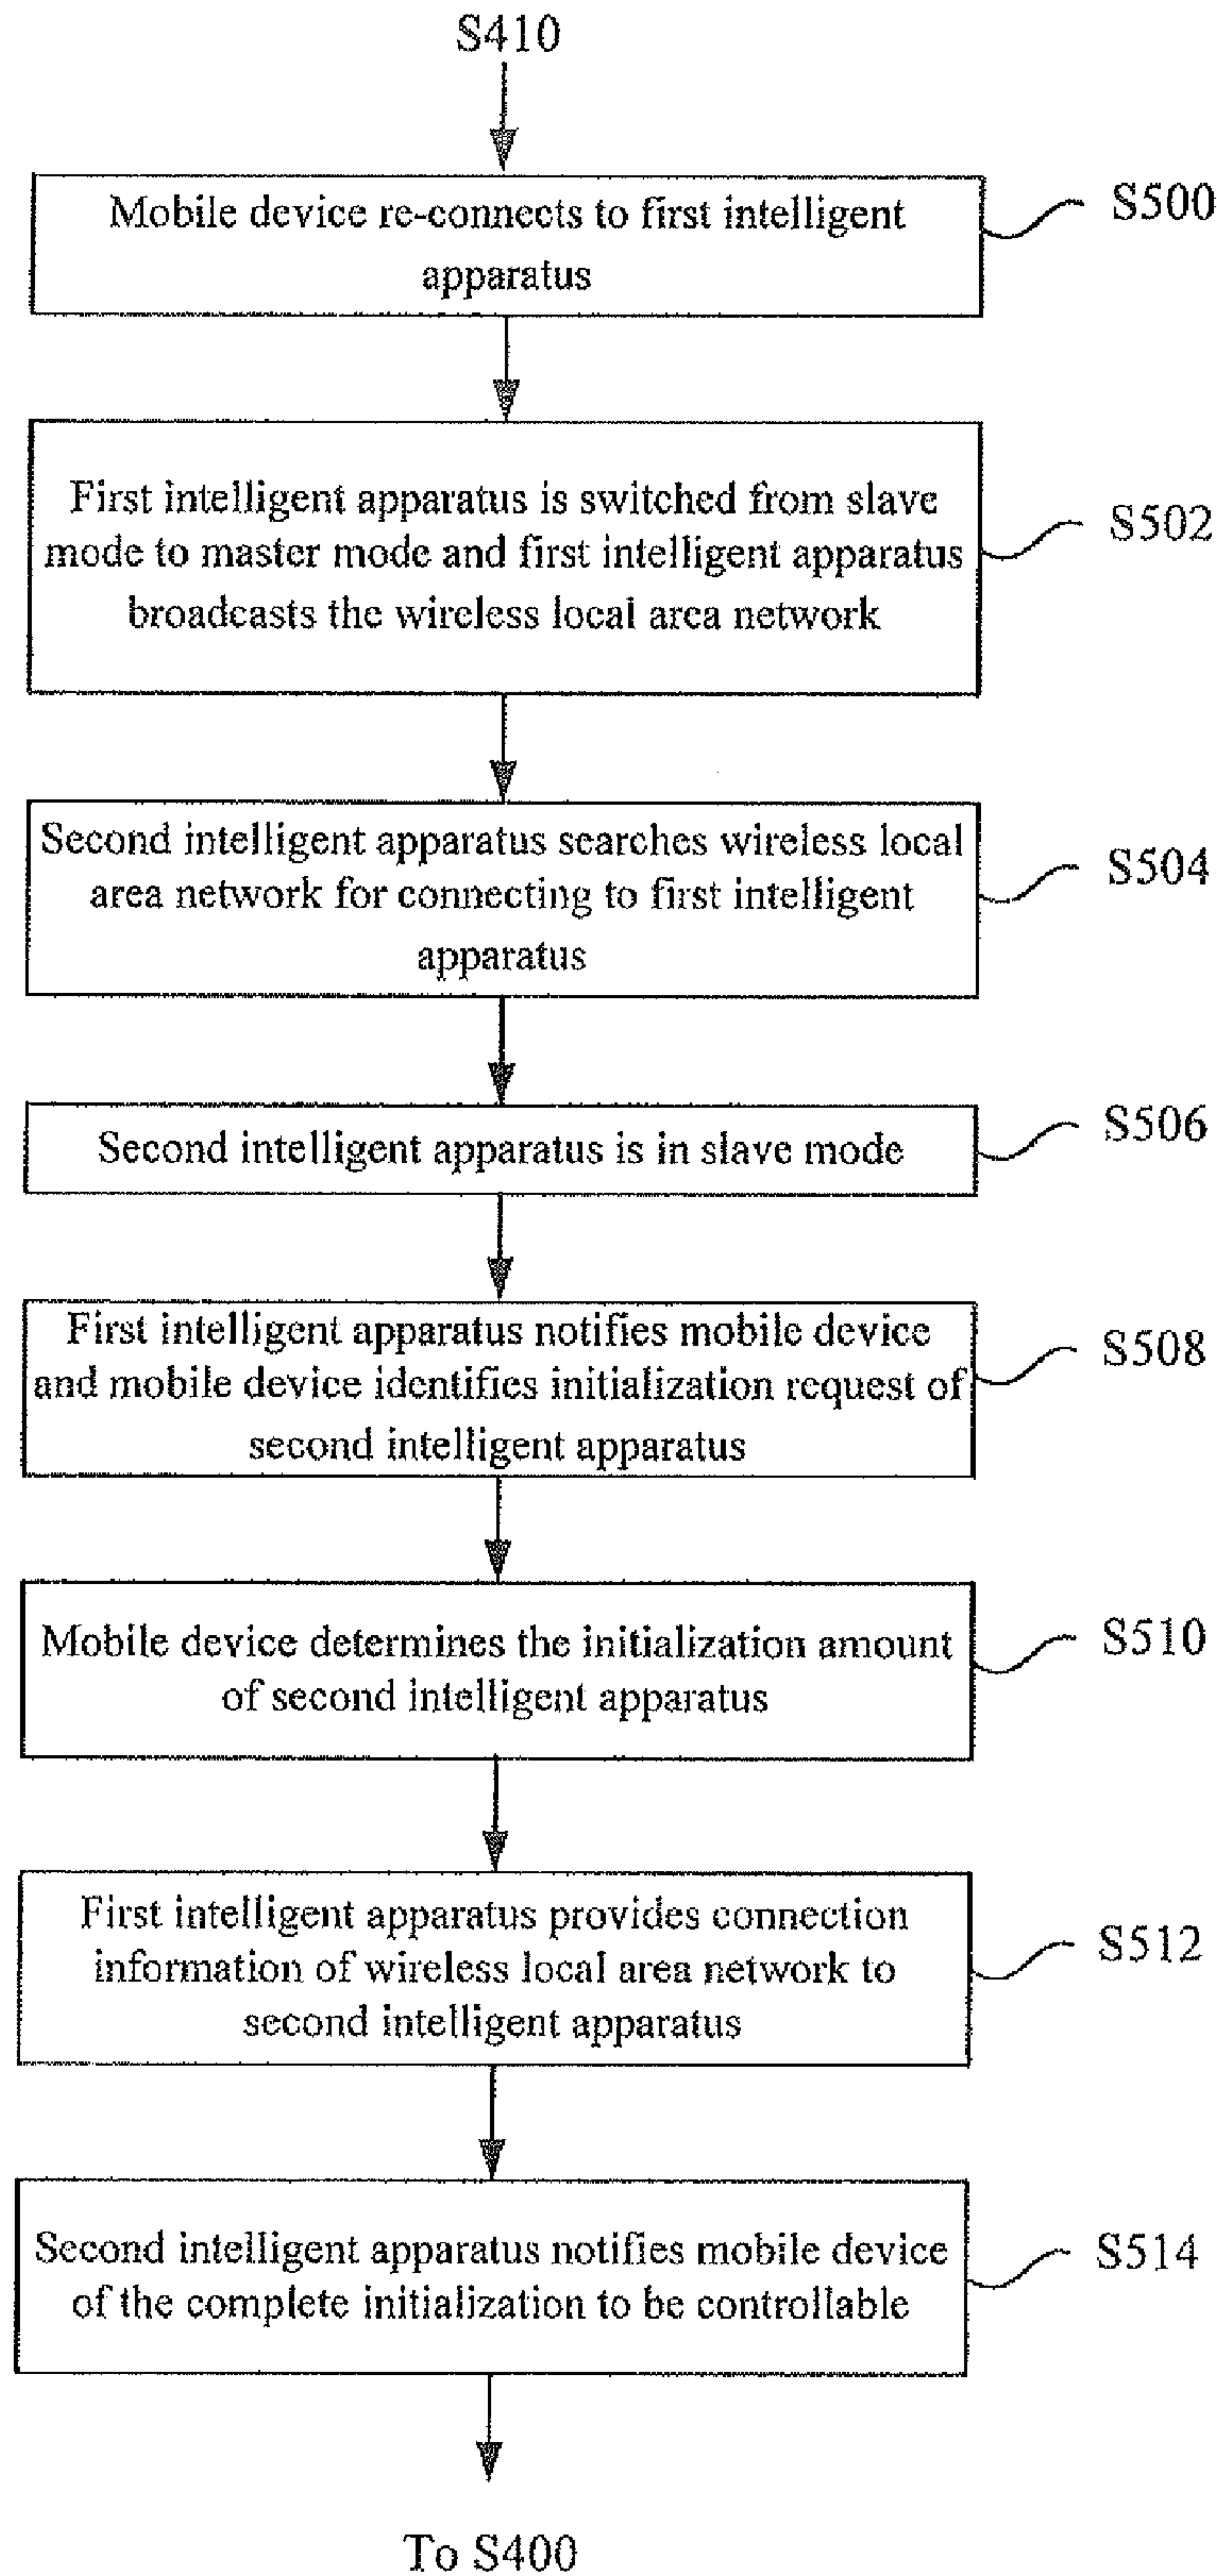 S410
Mobile device re-connects to first intelligent
apparatus
S500
First intelligent apparatus is switched from slave
mode to master mode and first intelligent apparatus
broadcasts the wireless local area network
S502
Second intelligent apparatus searches wireless local
area network for connecting to first intelligent
apparatus
S504
Second intelligent apparatus is in slave mode
S506
First intelligent apparatus notifies mobile device
and mobile device identifies initialization request of
second intelligent apparatus
S508
Mobile device determines the initialization amount
of second intelligent apparatus
S510
First intelligent apparatus provides connection
information of wireless local area network to
second intelligent apparatus
S512
Second intelligent apparatus notifies mobile device
of the complete initialization to be controllable
S514
To S400